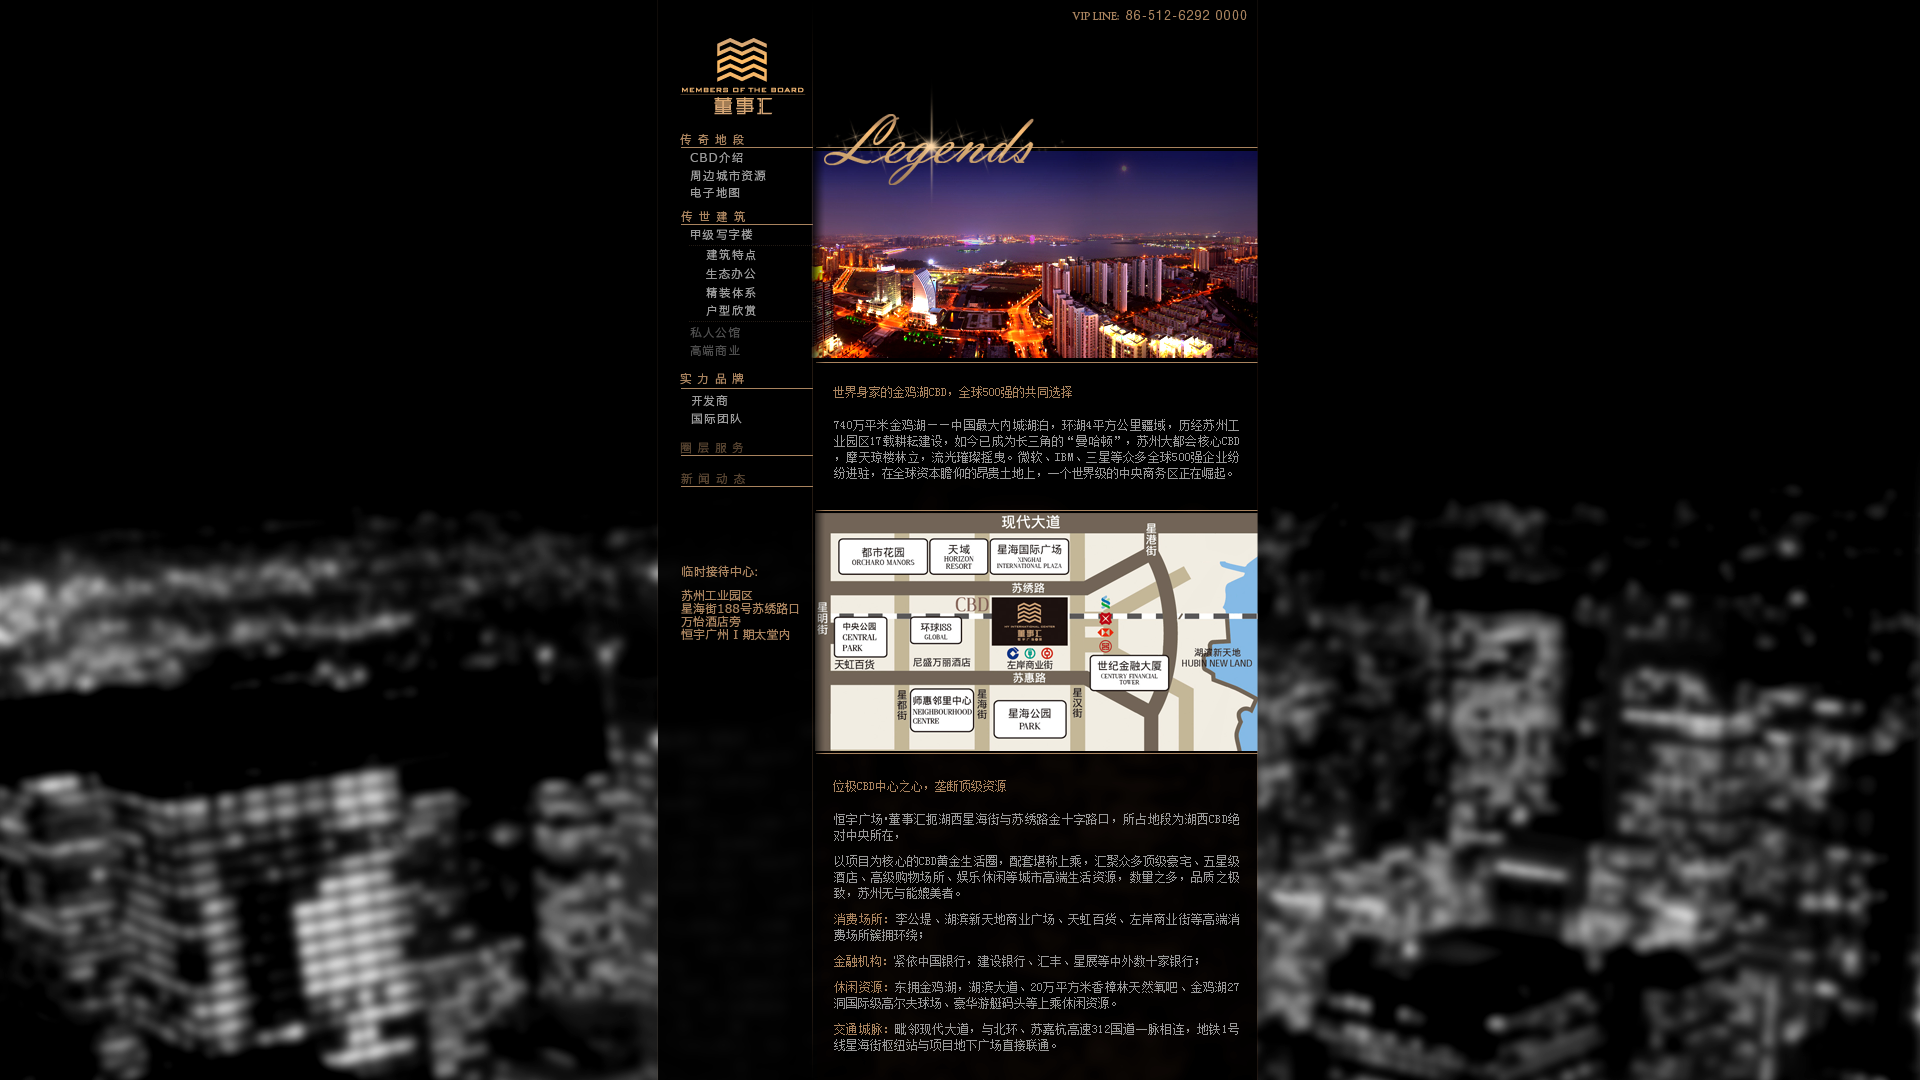 VIP LINE: 86-512-6292 0000
MEMBERS OF THE BOARD
董事汇
传奇地段
CBD介绍
周边城市资源
电子地图
传世建筑
甲级写字楼
建筑特点
生态办公
精装体系
户型欣赏
私人公馆
高端商业
实力品牌
开发商
国际团队
圈层服务
新闻动态
临时接待中心:
苏州工业园区
星海街188号苏绣路口
万怡酒店旁
恒宇广州 I 期太堂内
Legends
世界身家的金鸡湖CBD，全球500强的共同选择
740万平米金鸡湖——中国最大内城湖泊，环湖4平方公里疆域，历经苏州工
业园区17载耕耘建设，如今已成为长三角的“曼哈顿”，苏州大都会核心CBD
，摩天琼楼林立，流光璀璨摇曳。微软、IBM、三星等众多全球500强企业纷
纷进驻，在全球资本瞻仰的昂贵土地上，一个世界级的中央商务区正在崛起。
现代大道
星港街
都市花园
ORCHARD MANORS
天域
HORIZON
RESORT
星海国际广场
XINGHAI
INTERNATIONAL PLAZA
苏绣路
CBD
星明街
中央公园
CENTRAL
PARK
环球188
GLOBAL
董事汇
天虹百货
尼盛万丽酒店
左岸商业街
世纪金融大厦
CENTURY FINANCIAL
TOWER
湖滨新天地
HUBIN NEW LAND
苏惠路
星都街
师惠邻里中心
NEIGHBOURHOOD
CENTRE
星海街
星海公园
PARK
星汉街
位极CBD中心之心，垄断顶级资源
恒宇广场·董事汇扼湖西星海街与苏绣路金十字路口，所占地段为湖西CBD绝
对中央所在，
以项目为核心的CBD黄金生活圈，配套堪称上乘，汇聚众多顶级豪宅、五星级
酒店、高级购物场所、娱乐休闲等城市高端生活资源，数量之多，品质之极
致，苏州无与能媲美者。
消费场所：李公堤、湖滨新天地商业广场、天虹百货、左岸商业街等高端消
费场所簇拥环绕；
金融机构：紧依中国银行，建设银行、汇丰、星展等中外数十家银行；
休闲资源：东拥金鸡湖，湖滨大道、20万平方米香樟林天然氧吧、金鸡湖27
洞国际级高尔夫球场、豪华游艇码头等上乘休闲资源。
交通城脉：毗邻现代大道，与北环、苏嘉杭高速312国道一脉相连，地铁1号
线星海街枢纽站与项目地下广场直接联通。